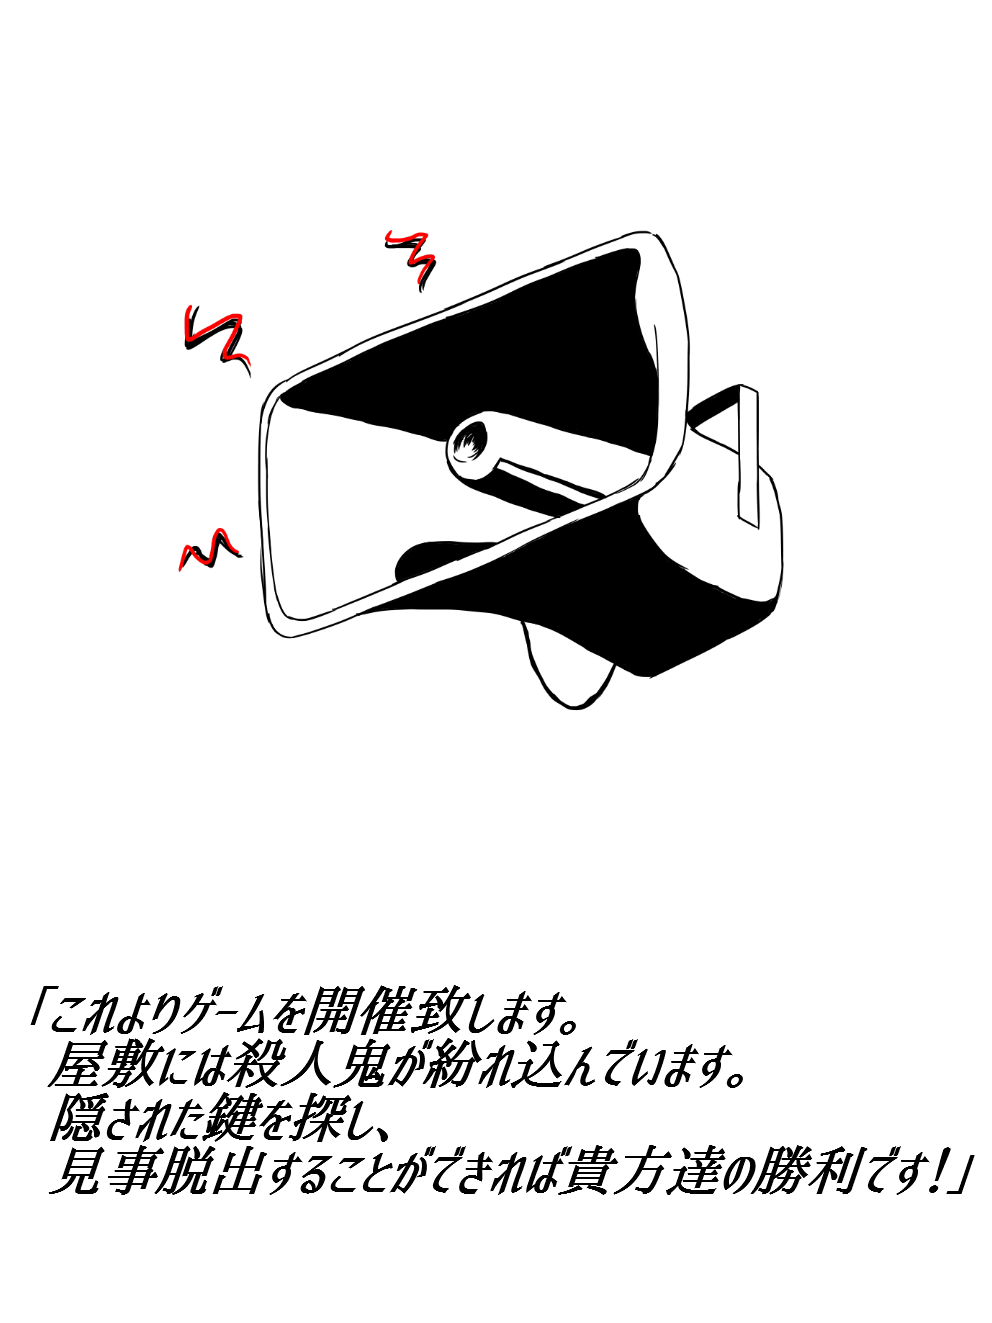 「これよりゲームを開催致します。
屋敷には殺人鬼が紛れ込んでいます。
隠された鍵を探し、
見事脱出することができれば貴方達の勝利です！」